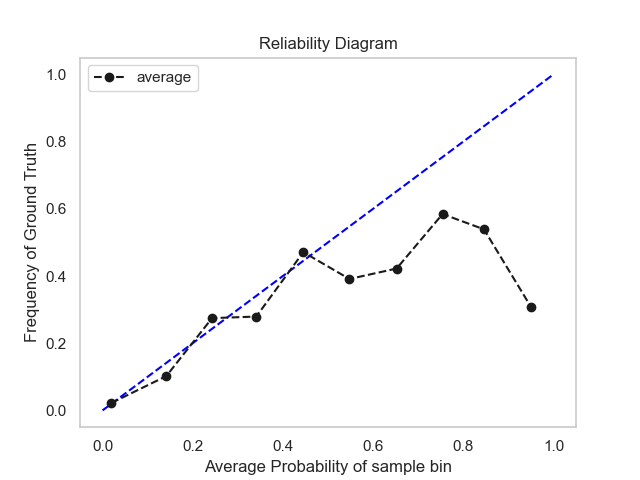 Reliability Diagram
average
Frequency of Ground Truth
1.0
0.8
0.6
0.4
0.2
0.0
0.0 0.2 0.4 0.6 0.8 1.0
Average Probability of sample bin